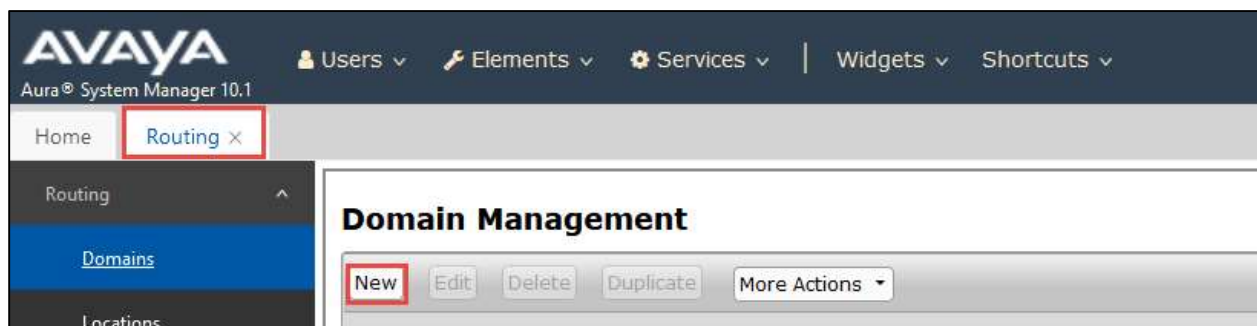 AVAYA
Aura® System Manager 10.1
Users Elements Services | Widgets Shortcuts
Home Routing ×
Routing
Domains
Locations
Domain Management
New Edit Delete Duplicate More Actions